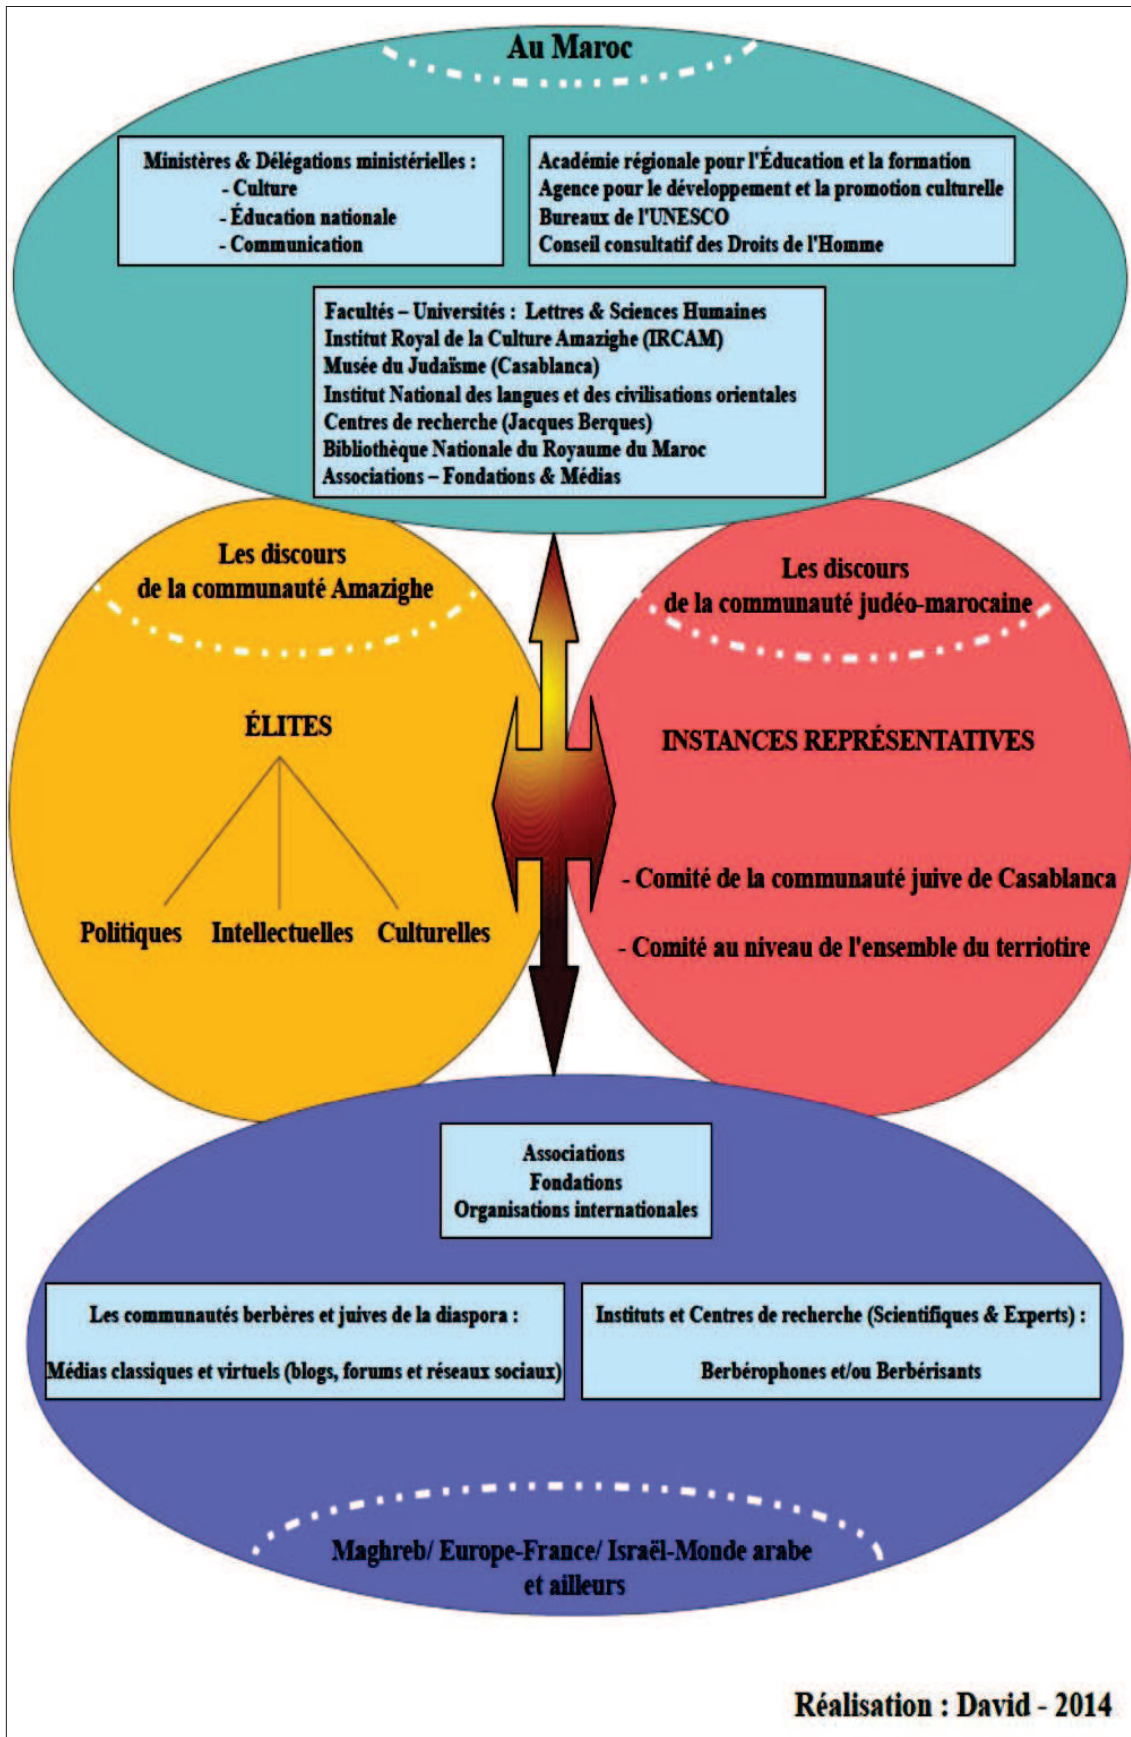 Au Maroc
Ministères & Délégations ministérielles :
- Culture
- Éducation nationale
- Communication
Académie régionale pour l'Éducation et la formation
Agence pour le développement et la promotion culturelle
Bureaux de l'UNESCO
Conseil consultatif des Droits de l'Homme
Facultés – Universités : Lettres & Sciences Humaines
Institut Royal de la Culture Amazighe (IRCAM)
Musée du Judaïsme (Casablanca)
Institut National des langues et des civilisations orientales
Centres de recherche (Jacques Berques)
Bibliothèque Nationale du Royaume du Maroc
Associations – Fondations & Médias
Les discours
de la communauté Amazighe
ÉLITES
Politiques Intellectuelles Culturelles
Les discours
de la communauté judéo-marocaine
INSTANCES REPRÉSENTATIVES
- Comité de la communauté juive de Casablanca
- Comité au niveau de l'ensemble du terriotire
Associations
Fondations
Organisations internationales
Les communautés berbères et juives de la diaspora :
Médias classiques et virtuels (blogs, forums et réseaux sociaux)
Instituts et Centres de recherche (Scientifiques & Experts) :
Berbérophones et/ou Berbérisants
Maghreb/ Europe-France/ Israël-Monde arabe
et ailleurs
Réalisation : David - 2014